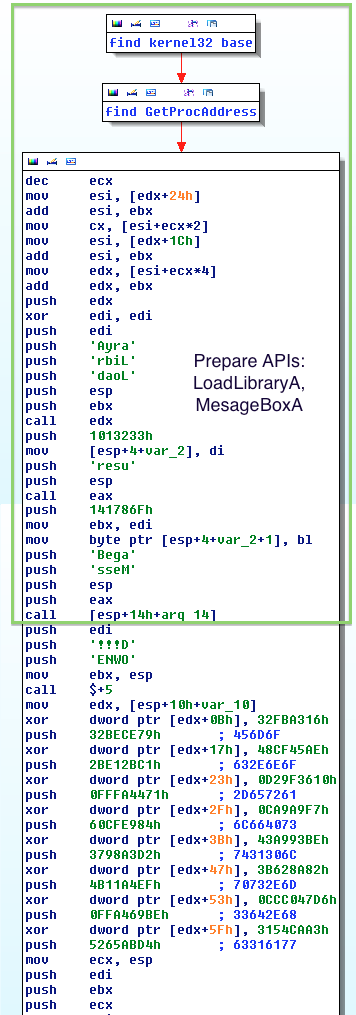 find kernel32 base
find GetProcAddress
dec ecx
mov esi, [edx+24h]
add esi, ebx
mov cx, [esi+ecx*2]
mov esi, [edx+1Ch]
add esi, ebx
mov edx, [esi+ecx*4]
add edx, ebx
push edx
xor edi, edi
push edi
push 'Ayra'
push 'rbiL'
push 'daoL'
push esp
push ebx
call edx
push 1013233h
mov [esp+4+var_2], di
push 'resu'
push esp
call eax
push 141786Fh
mov ebx, edi
mov byte ptr [esp+4+var_2+1], bl
push 'Bega'
push 'sseM'
push esp
push eax
call [esp+14h+arg_14]
Prepare APIs:
LoadLibraryA,
MesageBoxA
push edi
push '!!!D'
push 'ENWO'
mov ebx, esp
call $+5
mov edx, [esp+10h+var_10]
xor dword ptr [edx+0Bh], 32FBA316h
push 32BECE79h ; 456D6F
xor dword ptr [edx+17h], 48CF45AEh
push 2BE12BC1h ; 632E6E6F
xor dword ptr [edx+23h], 0D29F3610h
push 0FFFA4471h ; 2D657261
xor dword ptr [edx+2Fh], 0CA9A9F7h
push 60CFE984h ; 6C664073
xor dword ptr [edx+3Bh], 43A993BEh
push 3798A3D2h ; 7431306C
xor dword ptr [edx+47h], 3B628A82h
push 4B11A4EFh ; 70732E6D
xor dword ptr [edx+53h], 0CCC047D6h
push 0FFA469BEh ; 33642E68
xor dword ptr [edx+5Fh], 3154CAA3h
push 5265ABD4h ; 63316177
mov ecx, esp
push edi
push ebx
push ecx